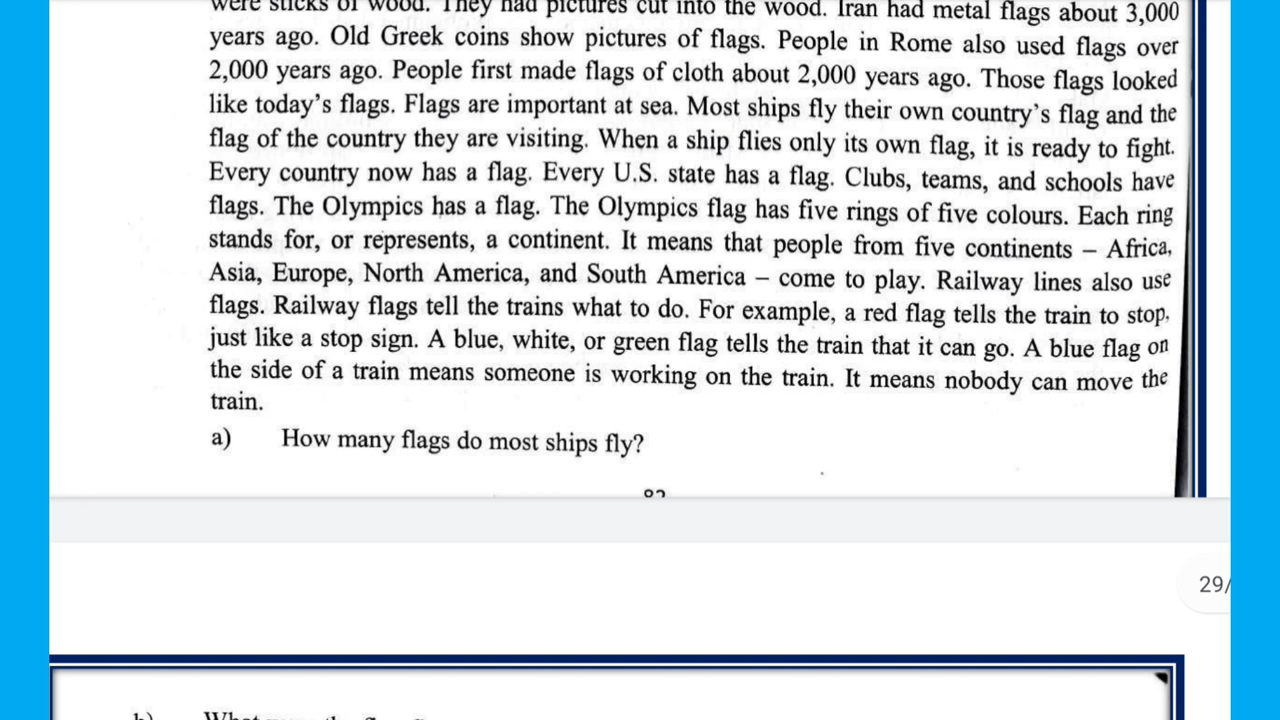 were sticks of wood. They had pictures cut into the wood. Iran had metal flags about 3,000
years ago. Old Greek coins show pictures of flags. People in Rome also used flags over
2,000 years ago. People first made flags of cloth about 2,000 years ago. Those flags looked
like today's flags. Flags are important at sea. Most ships fly their own country's flag and the
flag of the country they are visiting. When a ship flies only its own flag, it is ready to fight.
Every country now has a flag. Every U.S. state has a flag. Clubs, teams, and schools have
flags. The Olympics has a flag. The Olympics flag has five rings of five colours. Each ring
stands for, or represents, a continent. It means that people from five continents – Africa,
Asia, Europe, North America, and South America – come to play. Railway lines also use
flags. Railway flags tell the trains what to do. For example, a red flag tells the train to stop,
just like a stop sign. A blue, white, or green flag tells the train that it can go. A blue flag on
the side of a train means someone is working on the train. It means nobody can move the
train.
a) How many flags do most ships fly?
29/
b) What